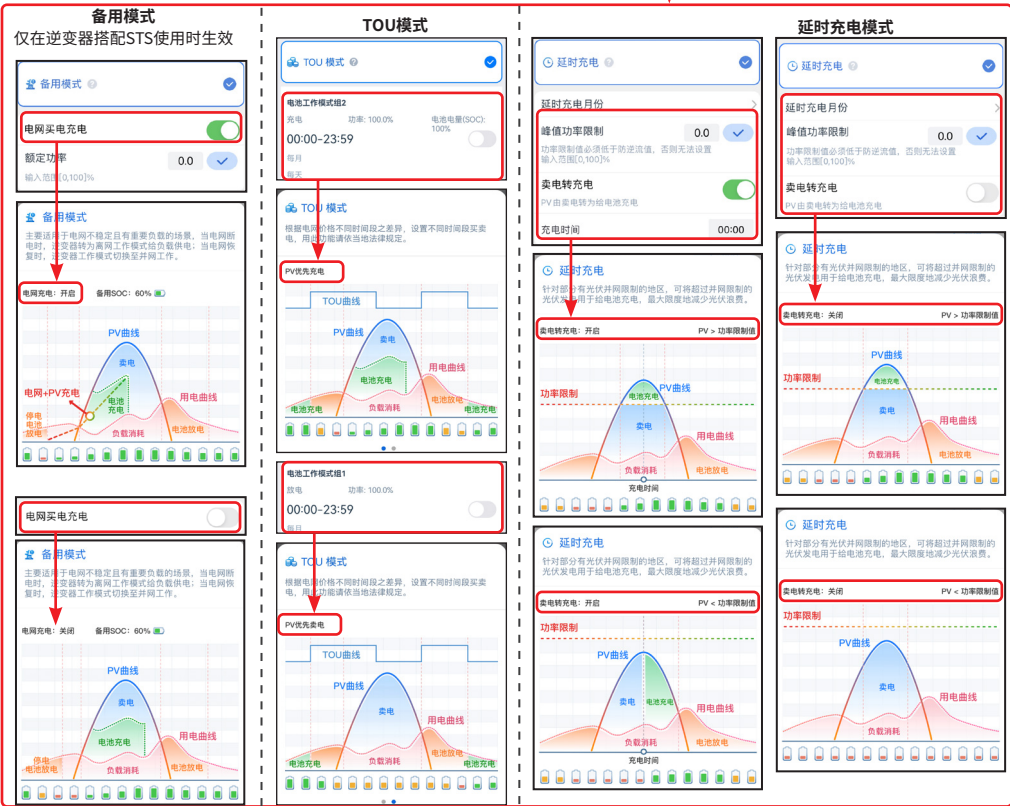 备用模式
仅在逆变器搭配STS使用时生效
备用模式
电网买电充电
额定功率
0.0
输入范围[0,100]%
备用模式
主要适用于电网不稳定且有重要负载的场景，当电网断
电时，逆变器转为离网工作模式给负载供电；当电网恢
复时，逆变器工作模式切换至并网工作。
电网充电：开启 备用SOC：60%
PV曲线
卖电
电网+PV充电
电池
充电
用电曲线
停电
电池
放电
负载消耗
电池放电
电网买电充电
备用模式
主要适用于电网不稳定且有重要负载的场景，当电网断
电时，逆变器转为离网工作模式给负载供电；当电网恢
复时，逆变器工作模式切换至并网工作。
电网充电：关闭 备用SOC：60%
PV曲线
卖电
用电曲线
电池充电
停电
电池放电
负载消耗
电池放电
TOU模式
TOU 模式
电池工作模式组2
充电 功率: 100.0% 电池电量(SOC):
100%
00:00-23:59
每月
每天
TOU 模式
根据电网价格不同时间段之差异，设置不同时间段买卖
电，用此功能请依当地法律规定。
PV优先充电
TOU曲线
PV曲线
卖电
用电曲线
电池充电
电池放电
电池充电
负载消耗
电池充电
电池工作模式组1
放电 功率: 100.0%
00:00-23:59
每月
TOU 模式
根据电网价格不同时间段之差异，设置不同时间段买卖
电，用此功能请依当地法律规定。
PV优先卖电
TOU曲线
PV曲线
卖电
用电曲线
电池放电
电池充电
负载消耗
电池充电
延时充电模式
延时充电
延时充电月份
峰值功率限制
0.0
功率限制值必须低于防逆流值，否则无法设置
输入范围[0,100]%
卖电转充电
PV由卖电转为给电池充电
充电时间
00:00
延时充电
针对部分有光伏并网限制的地区，可将超过并网限制的
光伏发电用于给电池充电，最大限度地减少光伏浪费。
卖电转充电：开启 PV > 功率限制值
功率限制
PV曲线
电池充电
卖电
用电曲线
负载消耗
电池放电
充电时间
延时充电
针对部分有光伏并网限制的地区，可将超过并网限制的
光伏发电用于给电池充电，最大限度地减少光伏浪费。
卖电转充电：开启 PV < 功率限制值
功率限制
PV曲线
卖电
电池充电
用电曲线
负载消耗
电池放电
充电时间
延时充电
延时充电月份
峰值功率限制
0.0
功率限制值必须低于防逆流值，否则无法设置
输入范围[0,100]%
卖电转充电
PV由卖电转为给电池充电
延时充电
针对部分有光伏并网限制的地区，可将超过并网限制的
光伏发电用于给电池充电，最大限度地减少光伏浪费。
卖电转充电：关闭 PV > 功率限制值
PV曲线
功率限制
电池充电
卖电
用电曲线
负载消耗
电池放电
延时充电
针对部分有光伏并网限制的地区，可将超过并网限制的
光伏发电用于给电池充电，最大限度地减少光伏浪费。
卖电转充电：关闭 PV < 功率限制值
功率限制
PV曲线
卖电
用电曲线
负载消耗